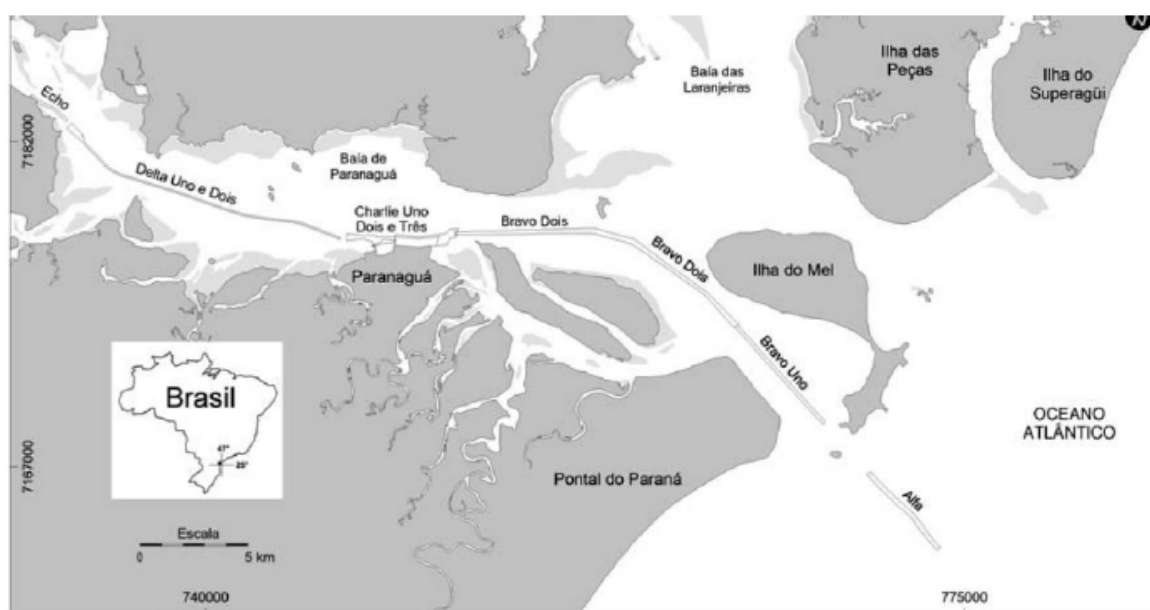 N
Ilha das
Peças
Ilha do
Superagüi
Baía das
Laranjeiras
Echo
7182000
Baía de
Paranaguá
Delta Uno e Dois
Charlie Uno
Dois e Três
Bravo Dois
Bravo Dois
Paranaguá
Ilha do Mel
Bravo Uno
Brasil
47°
25°
OCEANO
ATLÂNTICO
7167000
Pontal do Paraná
Alfa
Escala
0 5 km
740000
775000